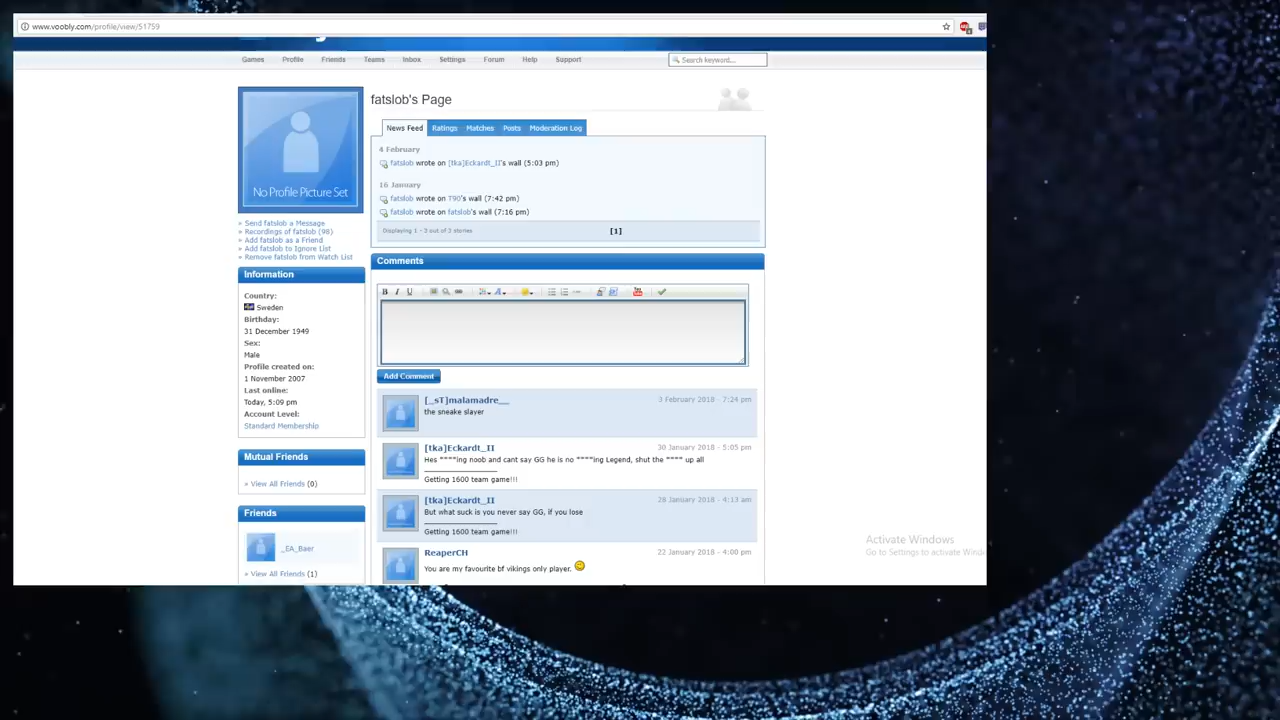 www.voobly.com/profile/view/51759
Games Profile Friends Teams Inbox Settings Forum Help Support Search keyword...
No Profile Picture Set
» Send fatslob a Message
» Recordings of fatslob (98)
» Add fatslob as a Friend
» Add fatslob to Ignore List
» Remove fatslob from Watch List
Information
Country:
Sweden
Birthday:
31 December 1949
Sex:
Male
Profile created on:
1 November 2007
Last online:
Today, 5:09 pm
Account Level:
Standard Membership
Mutual Friends
» View All Friends (0)
Friends
_EA_Baer
» View All Friends (1)
fatslob's Page
News Feed Ratings Matches Posts Moderation Log
4 February
fatslob wrote on [tka]Eckardt_II's wall (5:03 pm)
16 January
fatslob wrote on T90's wall (7:42 pm)
fatslob wrote on fatslob's wall (7:16 pm)
Displaying 1 - 3 out of 3 stories [1]
Comments
B I U
You Tube
Add Comment
[_sT]malamadre__ 3 February 2018 - 7:24 pm
the sneake slayer
[tka]Eckardt_II 30 January 2018 - 5:05 pm
Hes ****ing noob and cant say GG he is no ****ing Legend, shut the **** up all
Getting 1600 team game!!!
[tka]Eckardt_II 28 January 2018 - 4:13 am
But what suck is you never say GG, if you lose
Getting 1600 team game!!!
ReaperCH 22 January 2018 - 4:00 pm
You are my favourite bf vikings only player.
Activate Windows
Go to Settings to activate Wind